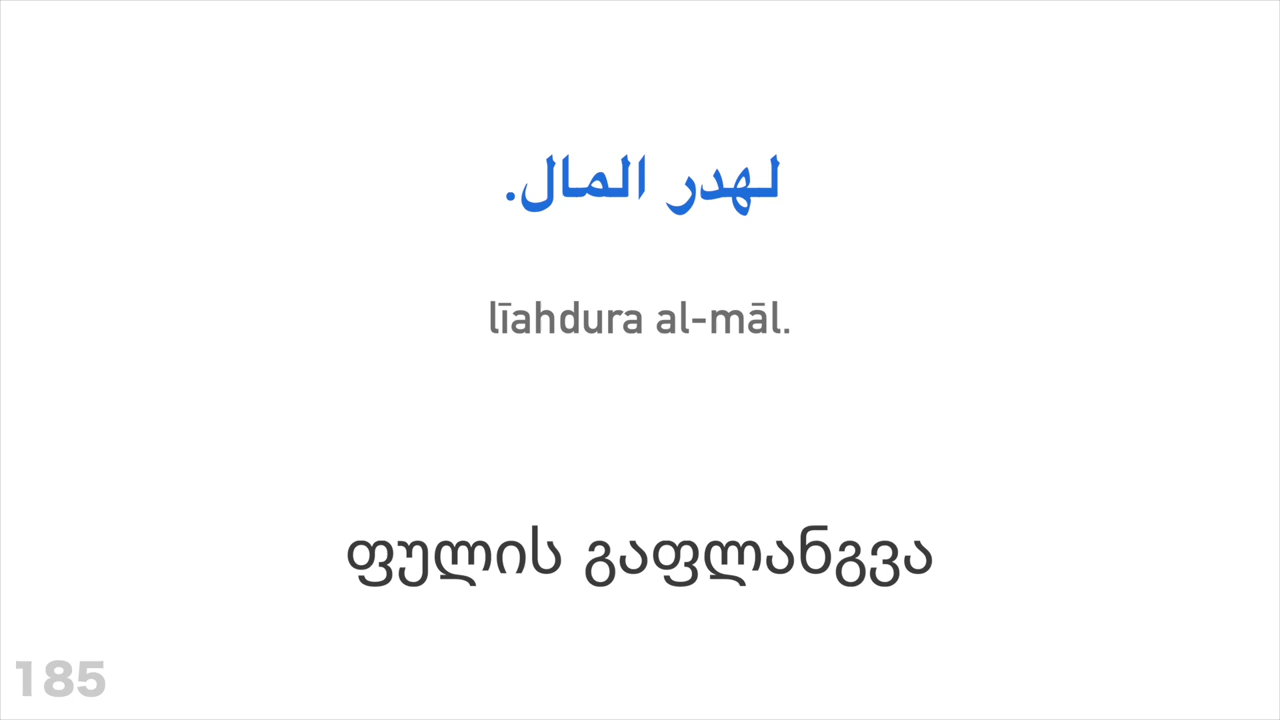 لهدر المال.
līahdura al-māl.
ფულის გაფლანგვა
185